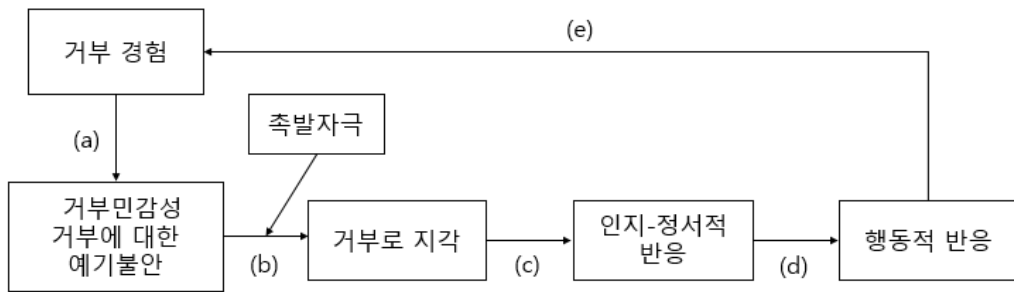 거부 경험
(e)
(a)
촉발자극
거부민감성
거부에 대한
예기불안
(b)
거부로 지각
(c)
인지-정서적
반응
(d)
행동적 반응